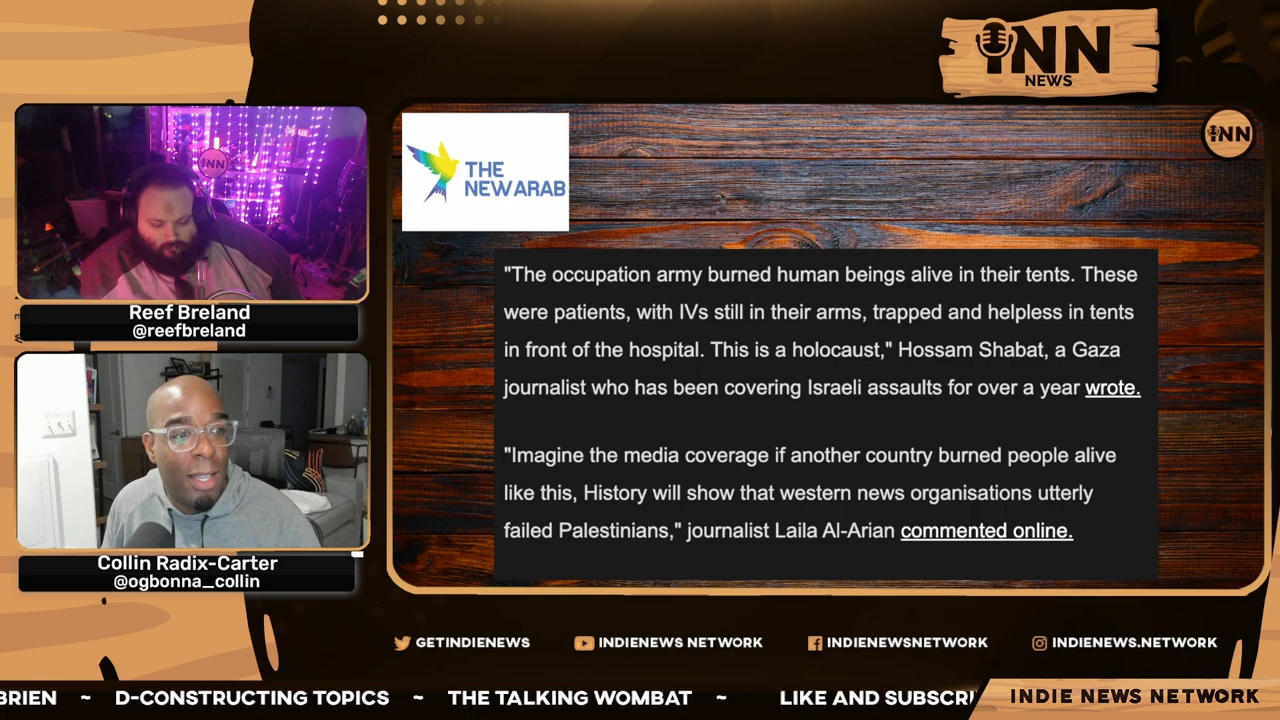 iNN
NEWS
iNN
THE
NEW ARAB
iNN
Reef Breland
@reefbreland
Collin Radix-Carter
@ogbonna_collin
"The occupation army burned human beings alive in their tents. These
were patients, with IVs still in their arms, trapped and helpless in tents
in front of the hospital. This is a holocaust," Hossam Shabat, a Gaza
journalist who has been covering Israeli assaults for over a year wrote.
"Imagine the media coverage if another country burned people alive
like this, History will show that western news organisations utterly
failed Palestinians," journalist Laila Al-Arian commented online.
GETINDIENEWS
INDIENEWS NETWORK
INDIENEWSNETWORK
INDIENEWS.NETWORK
BRIEN ~ D-CONSTRUCTING TOPICS ~ THE TALKING WOMBAT ~ LIKE AND SUBSCRI
INDIE NEWS NETWORK